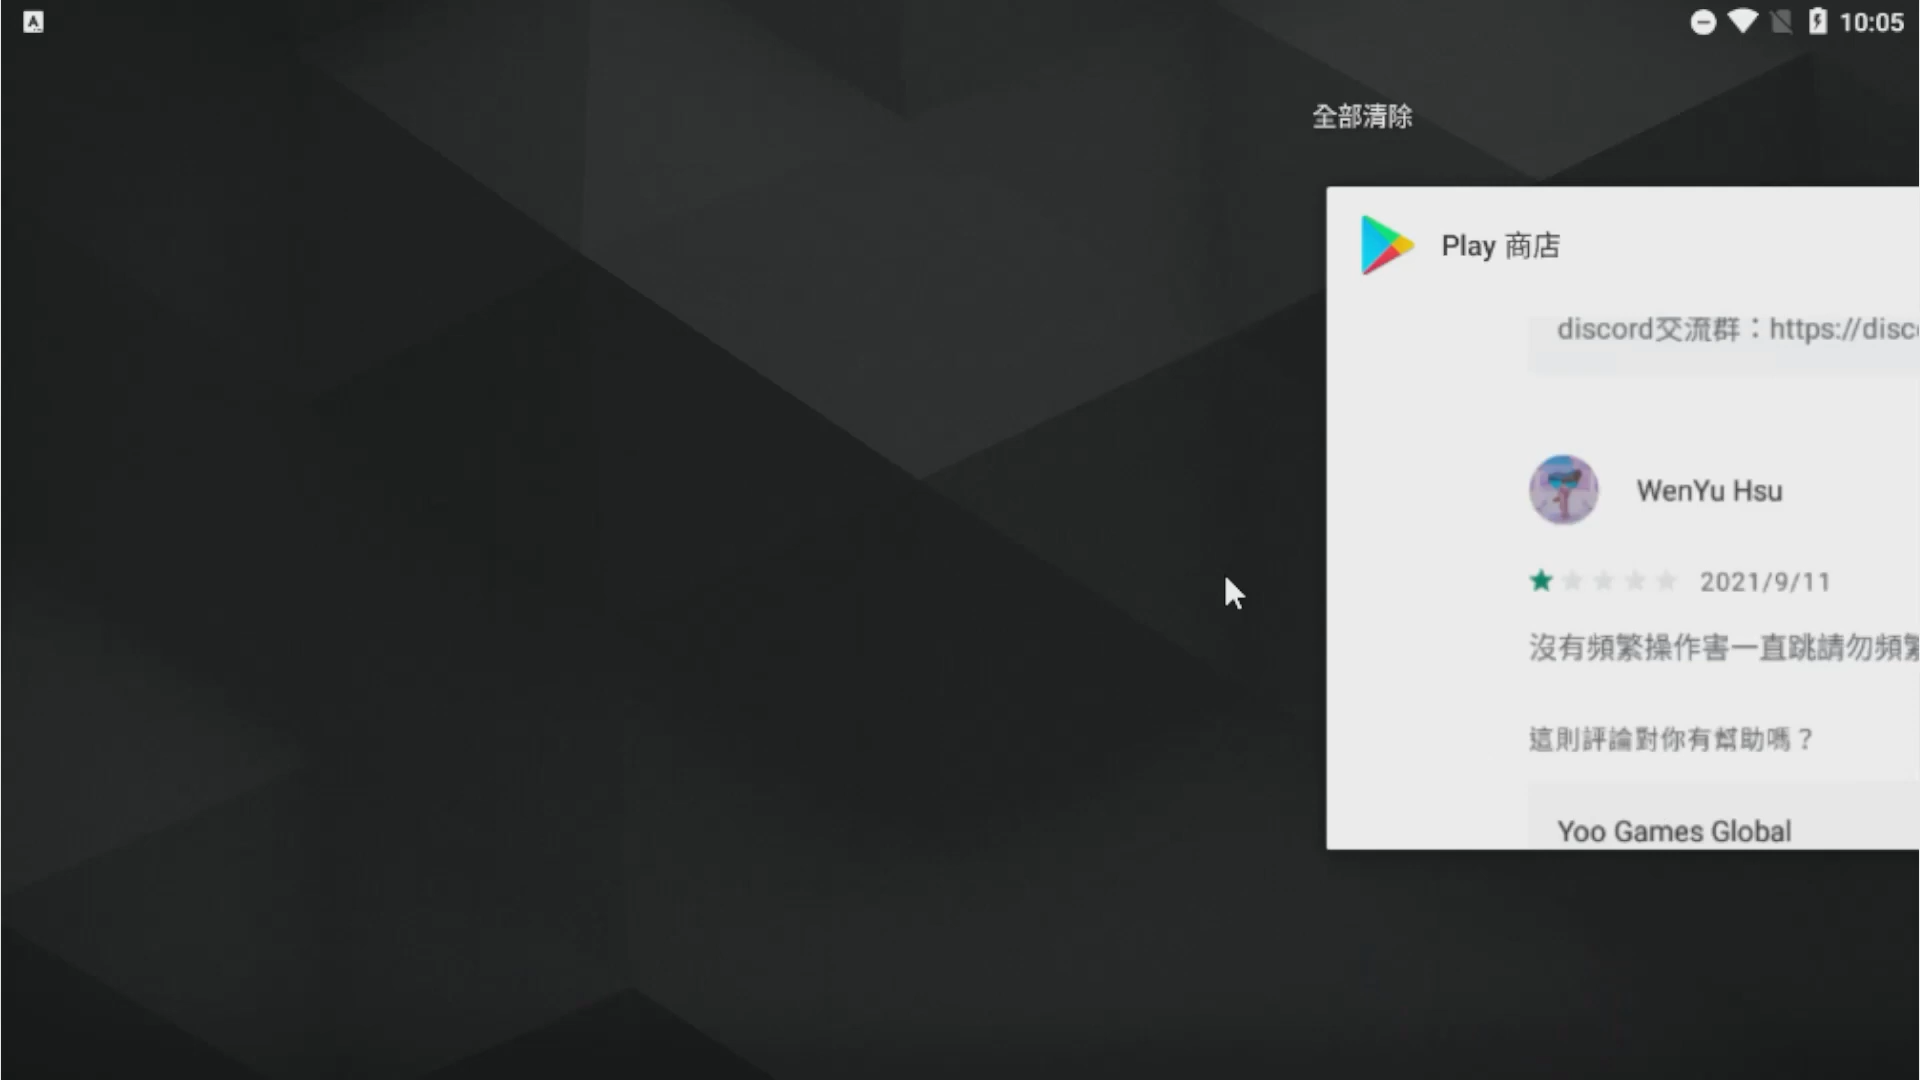 10:05
全部清除
Play 商店
discord交流群：https://disc
WenYu Hsu
2021/9/11
沒有頻繁操作害一直跳請勿頻繁
這則評論對你有幫助嗎？
Yoo Games Global